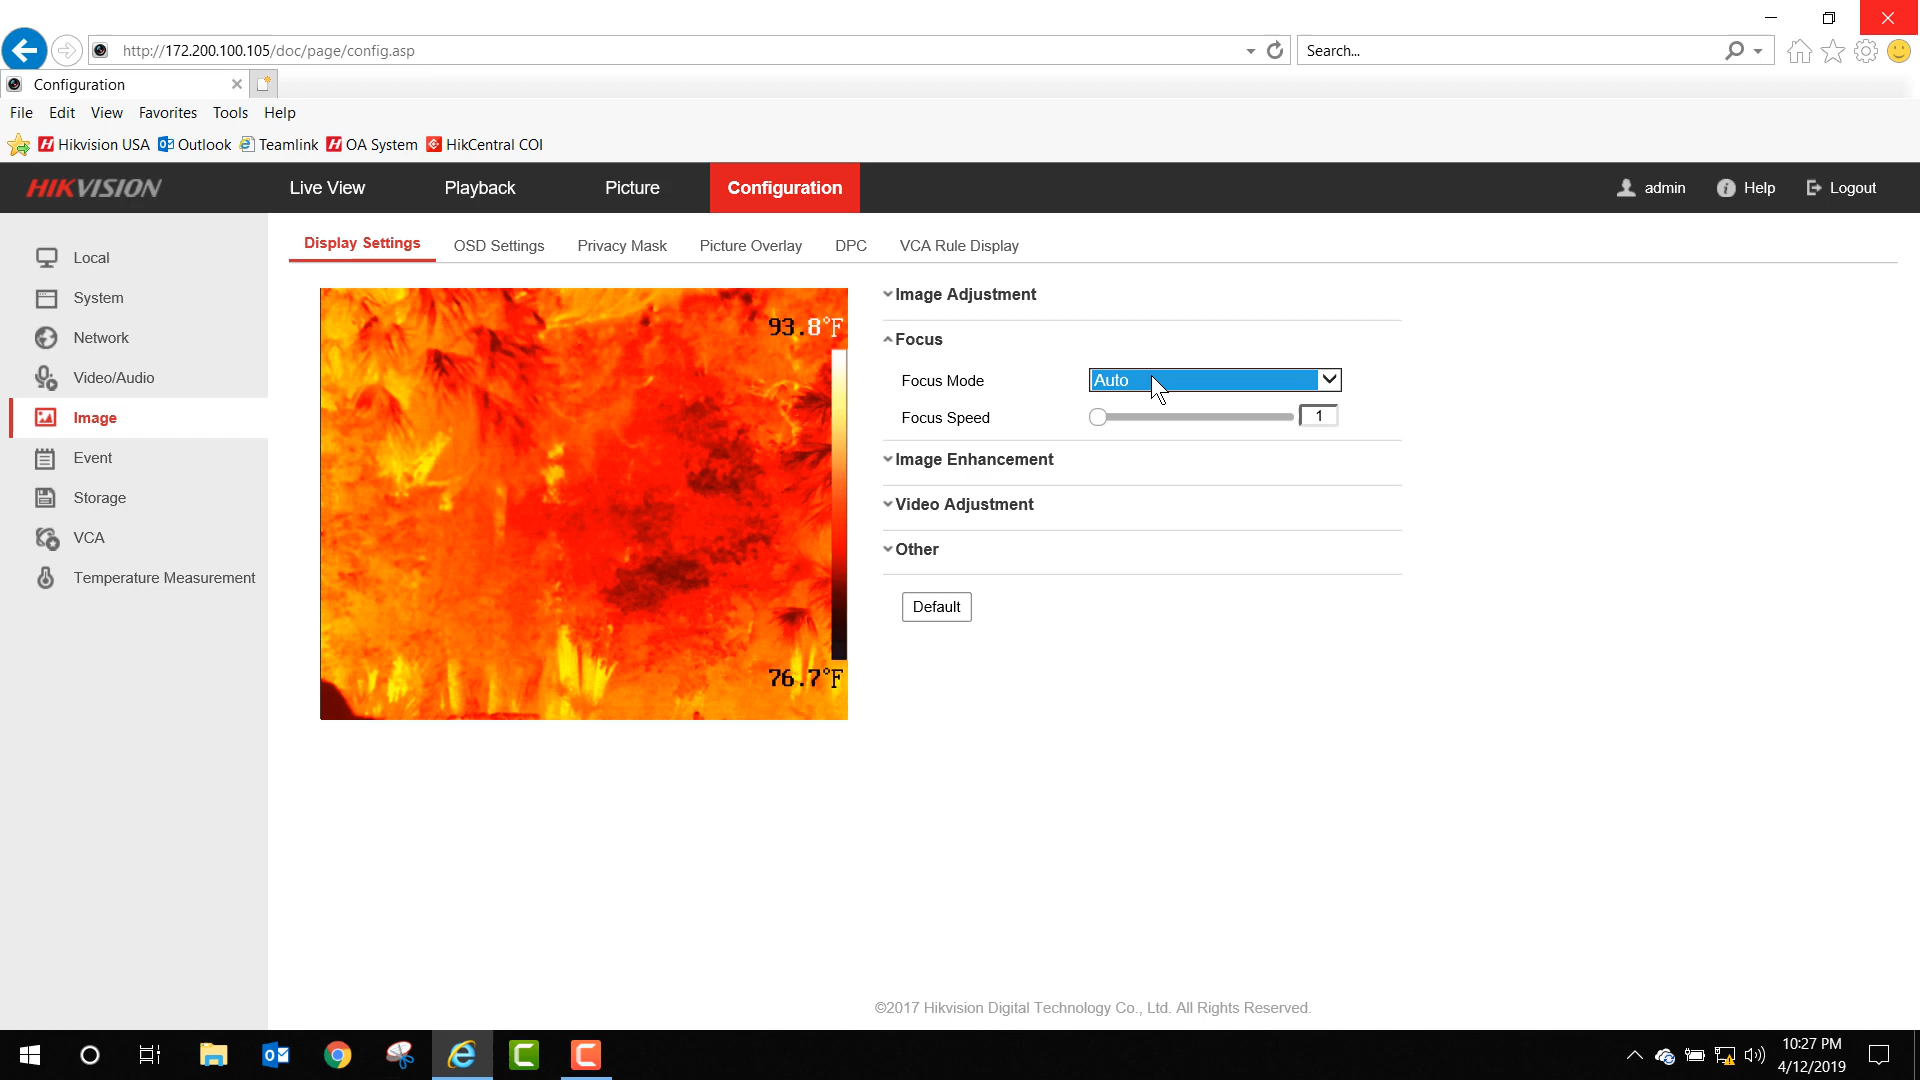 http://172.200.100.105/doc/page/config.asp
Search...
Configuration
File Edit View Favorites Tools Help
Hikvision USA Outlook Teamlink OA System HikCentral COI
HIKVISION Live View Playback Picture Configuration admin Help Logout
Display Settings OSD Settings Privacy Mask Picture Overlay DPC VCA Rule Display
Local
System
Network
Video/Audio
Image
Event
Storage
VCA
Temperature Measurement
93.8°F
76.7°F
Image Adjustment
Focus
Focus Mode Auto
Focus Speed 1
Image Enhancement
Video Adjustment
Other
Default
©2017 Hikvision Digital Technology Co., Ltd. All Rights Reserved.
10:27 PM
4/12/2019